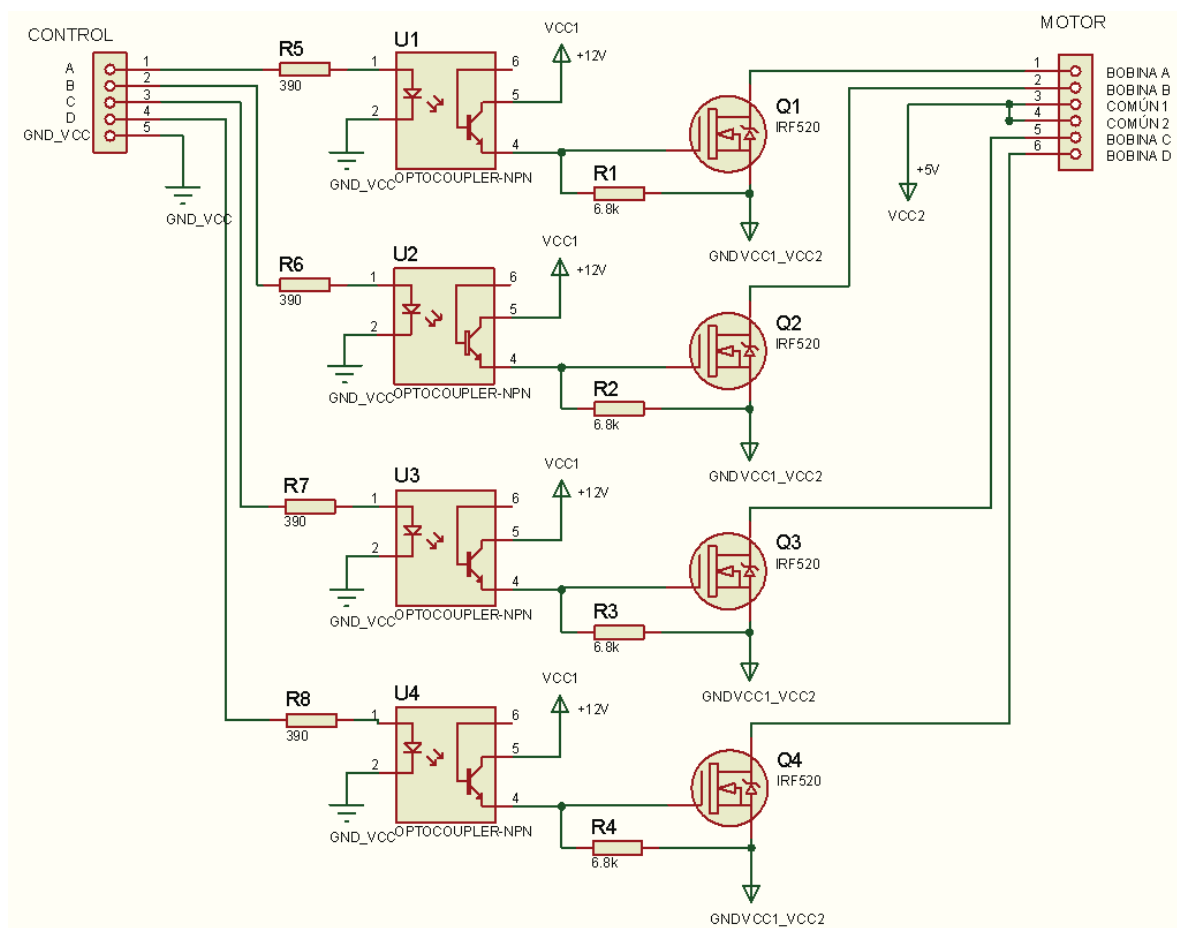 CONTROL
A
B
C
D
GND_VCC
1
2
3
4
5
GND_VCC
R5
390
U1
1
2
6
5
4
GND_VCC
OPTOCOUPLER-NPN
VCC1
+12V
R1
6.8k
Q1
IRF520
GNDVCC1_VCC2
MOTOR
1
2
3
4
5
6
BOBINA A
BOBINA B
COMÚN 1
COMÚN 2
BOBINA C
BOBINA D
+5V
VCC2
R6
390
U2
1
2
6
5
4
GND_VCC
OPTOCOUPLER-NPN
VCC1
+12V
R2
6.8k
Q2
IRF520
GNDVCC1_VCC2
R7
390
U3
1
2
6
5
4
GND_VCC
OPTOCOUPLER-NPN
VCC1
+12V
R3
6.8k
Q3
IRF520
GNDVCC1_VCC2
R8
390
U4
1
2
6
5
4
GND_VCC
OPTOCOUPLER-NPN
VCC1
+12V
R4
6.8k
Q4
IRF520
GNDVCC1_VCC2